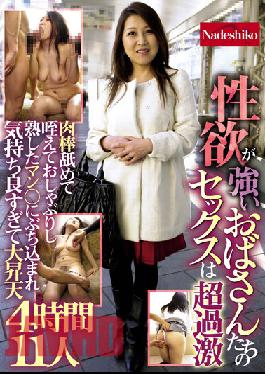 Nadeshiko
性欲が強い
おばさんたちの
セックスは
超過激
肉棒舐めて
咥えておしゃぶりし
熟したマン〇にぶち込まれ
気持ち良すぎて大昇天
4時間
11人